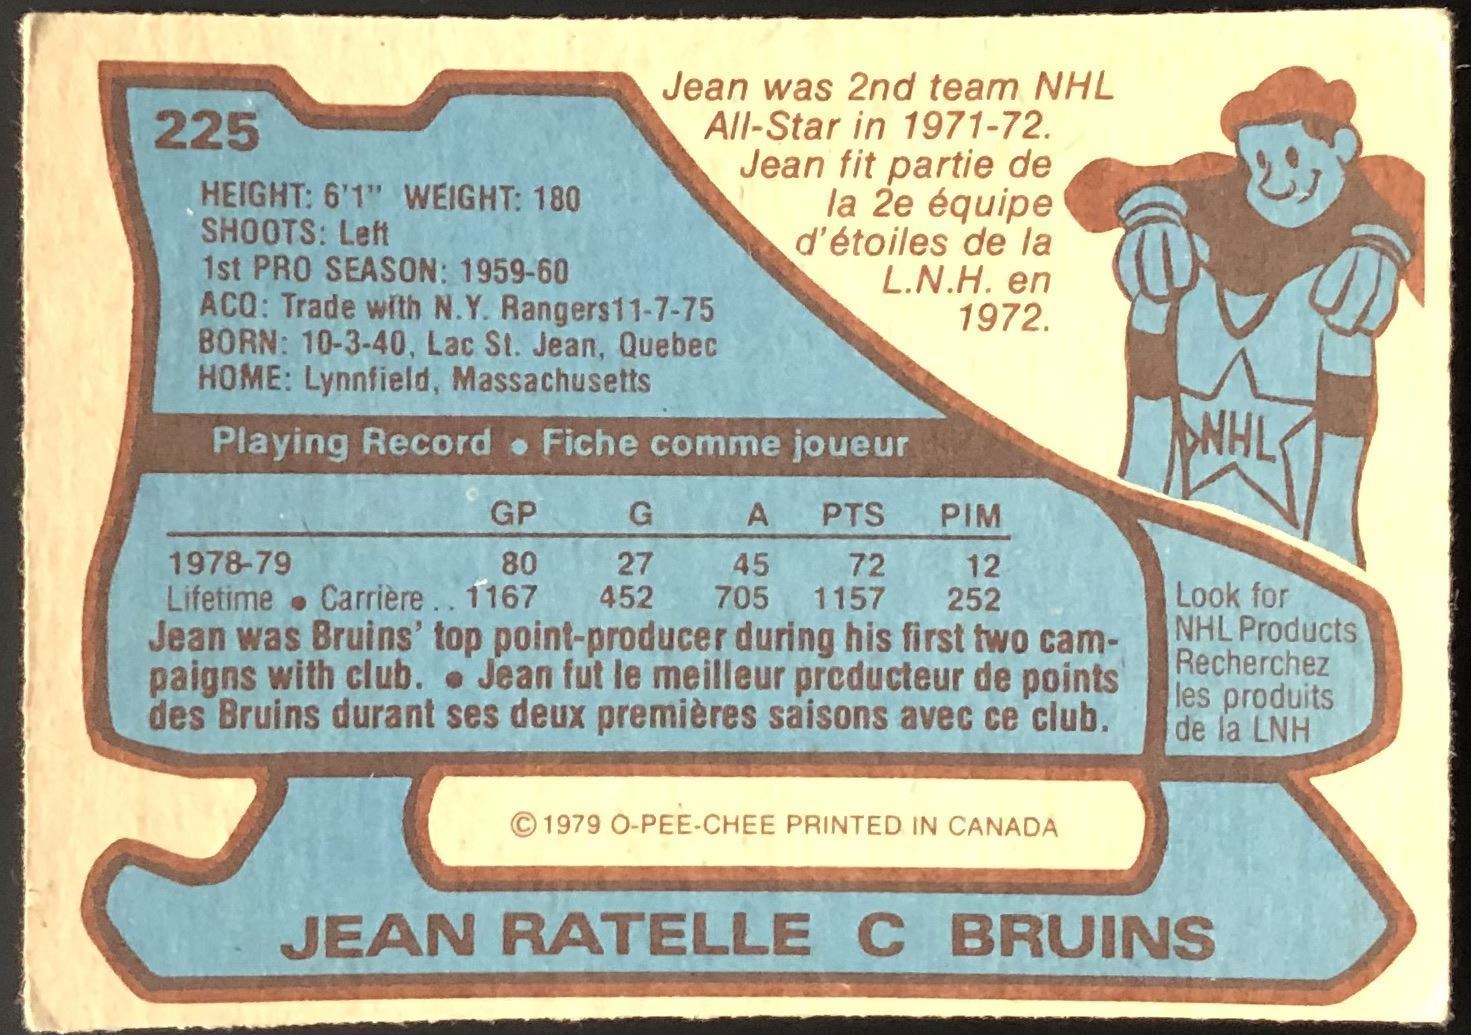 225
HEIGHT: 6'1" WEIGHT: 180
SHOOTS: Left
1st PRO SEASON: 1959-60
ACQ: Trade with N.Y. Rangers11-7-75
BORN: 10-3-40, Lac St. Jean, Quebec
HOME: Lynnfield, Massachusetts
Jean was 2nd team NHL
All-Star in 1971-72.
Jean fit partie de
la 2e équipe
d'étoiles de la
L.N.H. en
1972.
NHL
Playing Record • Fiche comme joueur
GP G A PTS PIM
1978-79 80 27 45 72 12
Lifetime • Carrière .. 1167 452 705 1157 252
Jean was Bruins' top point-producer during his first two cam-
paigns with club. • Jean fut le meilleur producteur de points
des Bruins durant ses deux premières saisons avec ce club.
Look for
NHL Products
Recherchez
les produits
de la LNH
© 1979 O-PEE-CHEE PRINTED IN CANADA
JEAN RATELLE C BRUINS